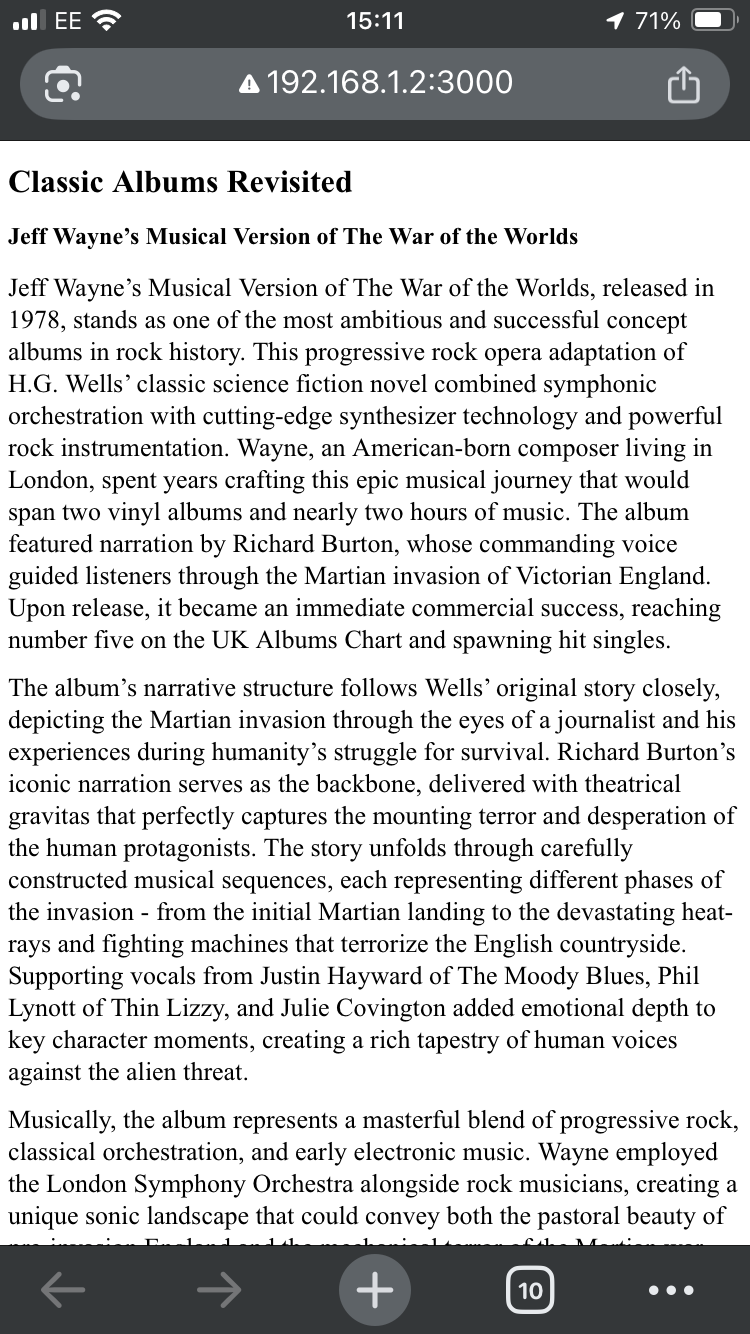 EE
15:11
71%
192.168.1.2:3000
Classic Albums Revisited
Jeff Wayne’s Musical Version of The War of the Worlds
Jeff Wayne’s Musical Version of The War of the Worlds, released in
1978, stands as one of the most ambitious and successful concept
albums in rock history. This progressive rock opera adaptation of
H.G. Wells’ classic science fiction novel combined symphonic
orchestration with cutting-edge synthesizer technology and powerful
rock instrumentation. Wayne, an American-born composer living in
London, spent years crafting this epic musical journey that would
span two vinyl albums and nearly two hours of music. The album
featured narration by Richard Burton, whose commanding voice
guided listeners through the Martian invasion of Victorian England.
Upon release, it became an immediate commercial success, reaching
number five on the UK Albums Chart and spawning hit singles.
The album’s narrative structure follows Wells’ original story closely,
depicting the Martian invasion through the eyes of a journalist and his
experiences during humanity’s struggle for survival. Richard Burton’s
iconic narration serves as the backbone, delivered with theatrical
gravitas that perfectly captures the mounting terror and desperation of
the human protagonists. The story unfolds through carefully
constructed musical sequences, each representing different phases of
the invasion - from the initial Martian landing to the devastating heat-
rays and fighting machines that terrorize the English countryside.
Supporting vocals from Justin Hayward of The Moody Blues, Phil
Lynott of Thin Lizzy, and Julie Covington added emotional depth to
key character moments, creating a rich tapestry of human voices
against the alien threat.
Musically, the album represents a masterful blend of progressive rock,
classical orchestration, and early electronic music. Wayne employed
the London Symphony Orchestra alongside rock musicians, creating a
unique sonic landscape that could convey both the pastoral beauty of
10